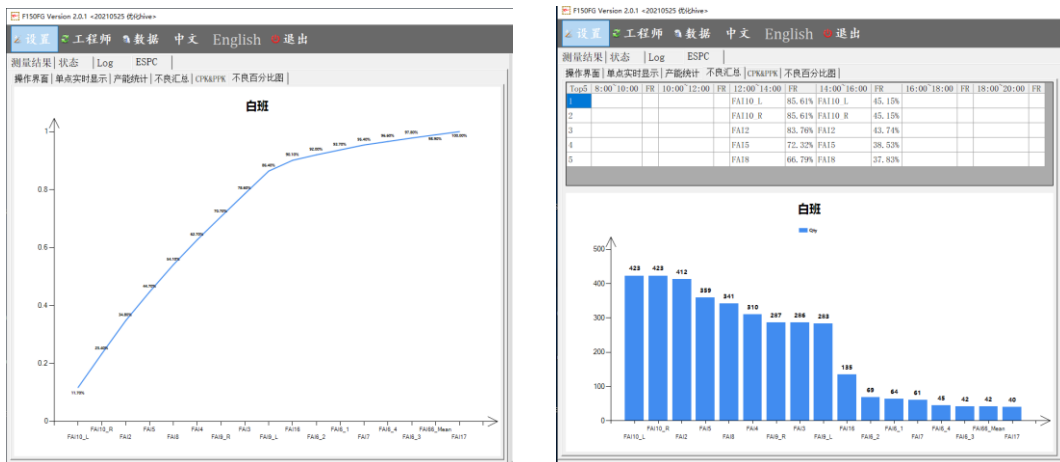 F150FG Version 2.0.1 <20210525 优化hive>
设置 工程师 数据 中文 English 退出
测量结果 状态 Log ESPC
操作界面 单点实时显示 产能统计 不良汇总 CPK&PPK 不良百分比图
白班
1
0.8
0.6
0.4
0.2
0
FAI10_L FAI10_R FAI2 FAI5 FAI8 FAI4 FAI9_R FAI3 FAI9_L FAI16 FAI6_2 FAI6_1 FAI7 FAI6_4 FAI6_3 FAI66_Mean FAI17
F150FG Version 2.0.1 <20210525 优化hive>
设置 工程师 数据 中文 English 退出
测量结果 状态 Log ESPC
操作界面 单点实时显示 产能统计 不良汇总 CPK&PPK 不良百分比图
Top5 8:00~10:00 FR 10:00~12:00 FR 12:00~14:00 FR 14:00~16:00 FR 16:00~18:00 FR 18:00~20:00 FR
1 FAI10_L 85.61% FAI10_L 45.15%
2 FAI10_R 85.61% FAI10_R 45.15%
3 FAI2 83.76% FAI2 43.74%
4 FAI5 72.32% FAI5 38.53%
5 FAI8 66.79% FAI8 37.83%
白班
Qty
500
423 423 412 359 341 310 287 286 283 135 69 64 61 45 42 42 40
400
300
200
100
0
FAI10_L FAI10_R FAI2 FAI5 FAI8 FAI4 FAI9_R FAI3 FAI9_L FAI16 FAI6_2 FAI6_1 FAI7 FAI6_4 FAI6_3 FAI66_Mean FAI17